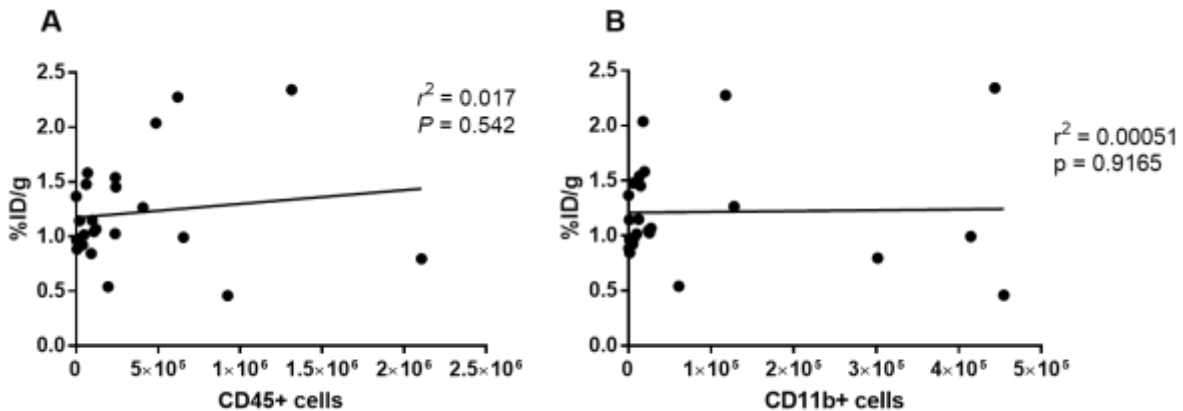 A
2.5
2.0
1.5
1.0
0.5
0.0
%ID/g
r² = 0.017
P = 0.542
0 5×10⁵ 1×10⁶ 1.5×10⁶ 2×10⁶ 2.5×10⁶
CD45+ cells
B
2.5
2.0
1.5
1.0
0.5
0.0
%ID/g
r² = 0.00051
p = 0.9165
0 1×10⁵ 2×10⁵ 3×10⁵ 4×10⁵ 5×10⁵
CD11b+ cells